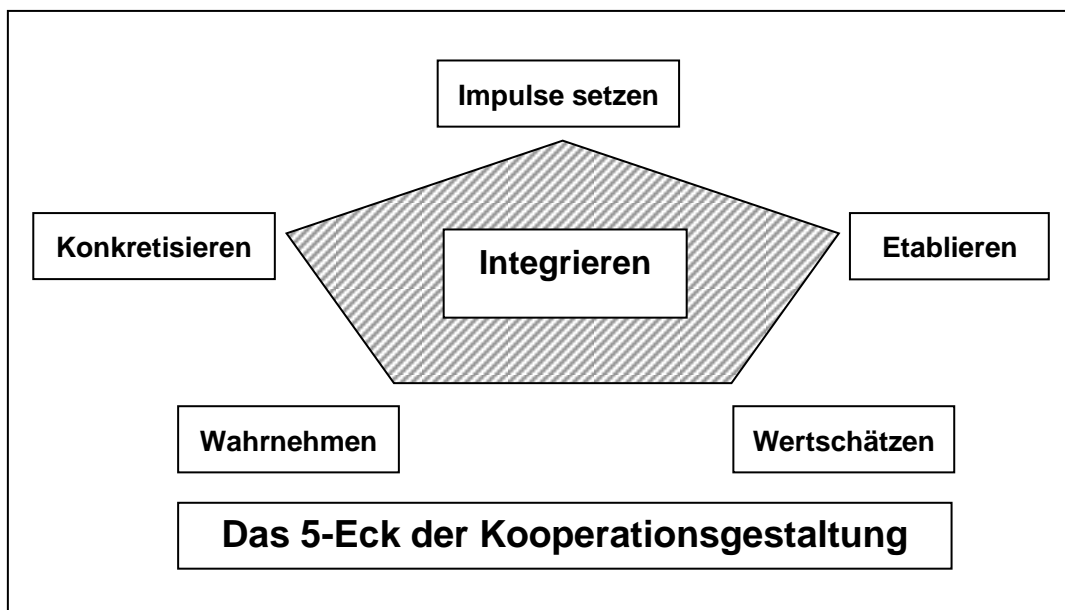 Impulse setzen
Konkretisieren
Integrieren
Etablieren
Wahrnehmen
Wertschätzen
Das 5-Eck der Kooperationsgestaltung